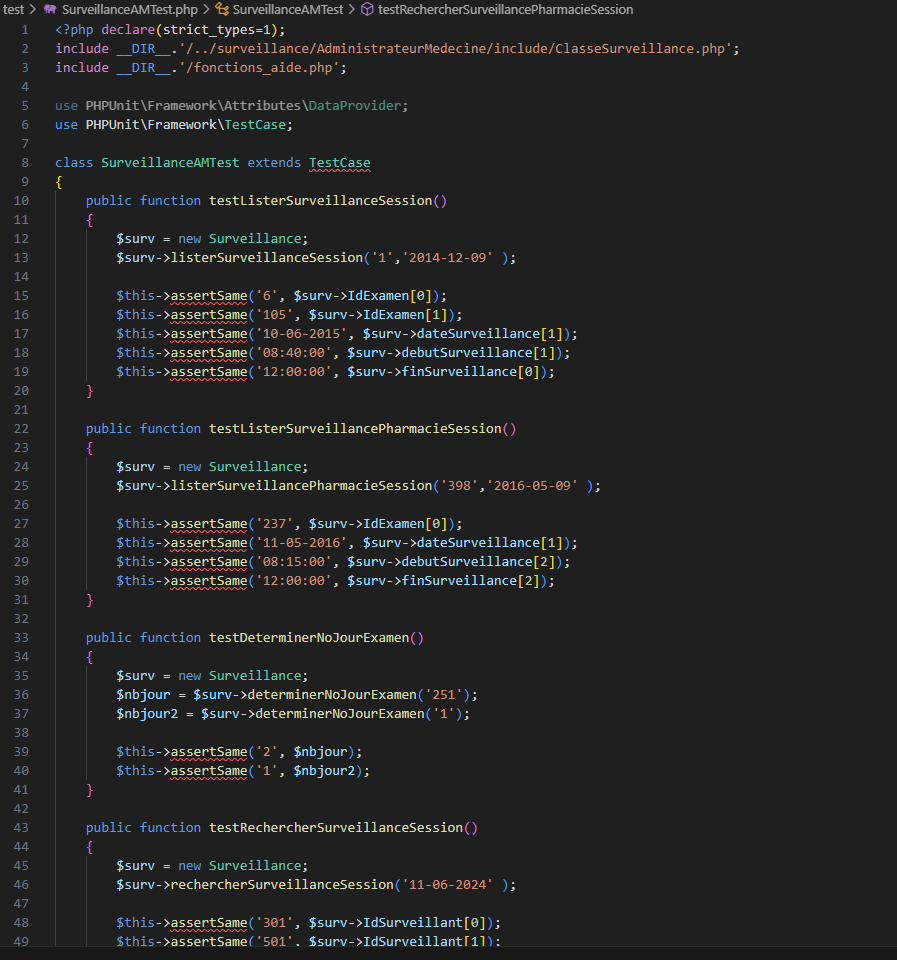 test > SurveillanceAMTest.php > SurveillanceAMTest > testRechercherSurveillancePharmacieSession
1 <?php declare(strict_types=1);
2 include __DIR__.'/../surveillance/AdministrateurMedecine/include/ClasseSurveillance.php';
3 include __DIR__.'/fonctions_aide.php';
4
5 use PHPUnit\Framework\Attributes\DataProvider;
6 use PHPUnit\Framework\TestCase;
7
8 class SurveillanceAMTest extends TestCase
9 {
10     public function testListerSurveillanceSession()
11     {
12         $surv = new Surveillance;
13         $surv->listerSurveillanceSession('1','2014-12-09' );
14
15         $this->assertSame('6', $surv->IdExamen[0]);
16         $this->assertSame('105', $surv->IdExamen[1]);
17         $this->assertSame('10-06-2015', $surv->dateSurveillance[1]);
18         $this->assertSame('08:40:00', $surv->debutSurveillance[1]);
19         $this->assertSame('12:00:00', $surv->finSurveillance[0]);
20     }
21
22     public function testListerSurveillancePharmacieSession()
23     {
24         $surv = new Surveillance;
25         $surv->listerSurveillancePharmacieSession('398','2016-05-09' );
26
27         $this->assertSame('237', $surv->IdExamen[0]);
28         $this->assertSame('11-05-2016', $surv->dateSurveillance[1]);
29         $this->assertSame('08:15:00', $surv->debutSurveillance[2]);
30         $this->assertSame('12:00:00', $surv->finSurveillance[2]);
31     }
32
33     public function testDeterminerNoJourExamen()
34     {
35         $surv = new Surveillance;
36         $nbjour = $surv->determinerNoJourExamen('251');
37         $nbjour2 = $surv->determinerNoJourExamen('1');
38
39         $this->assertSame('2', $nbjour);
40         $this->assertSame('1', $nbjour2);
41     }
42
43     public function testRechercherSurveillanceSession()
44     {
45         $surv = new Surveillance;
46         $surv->rechercherSurveillanceSession('11-06-2024' );
47
48         $this->assertSame('301', $surv->IdSurveillant[0]);
49         $this->assertSame('501', $surv->IdSurveillant[1]);